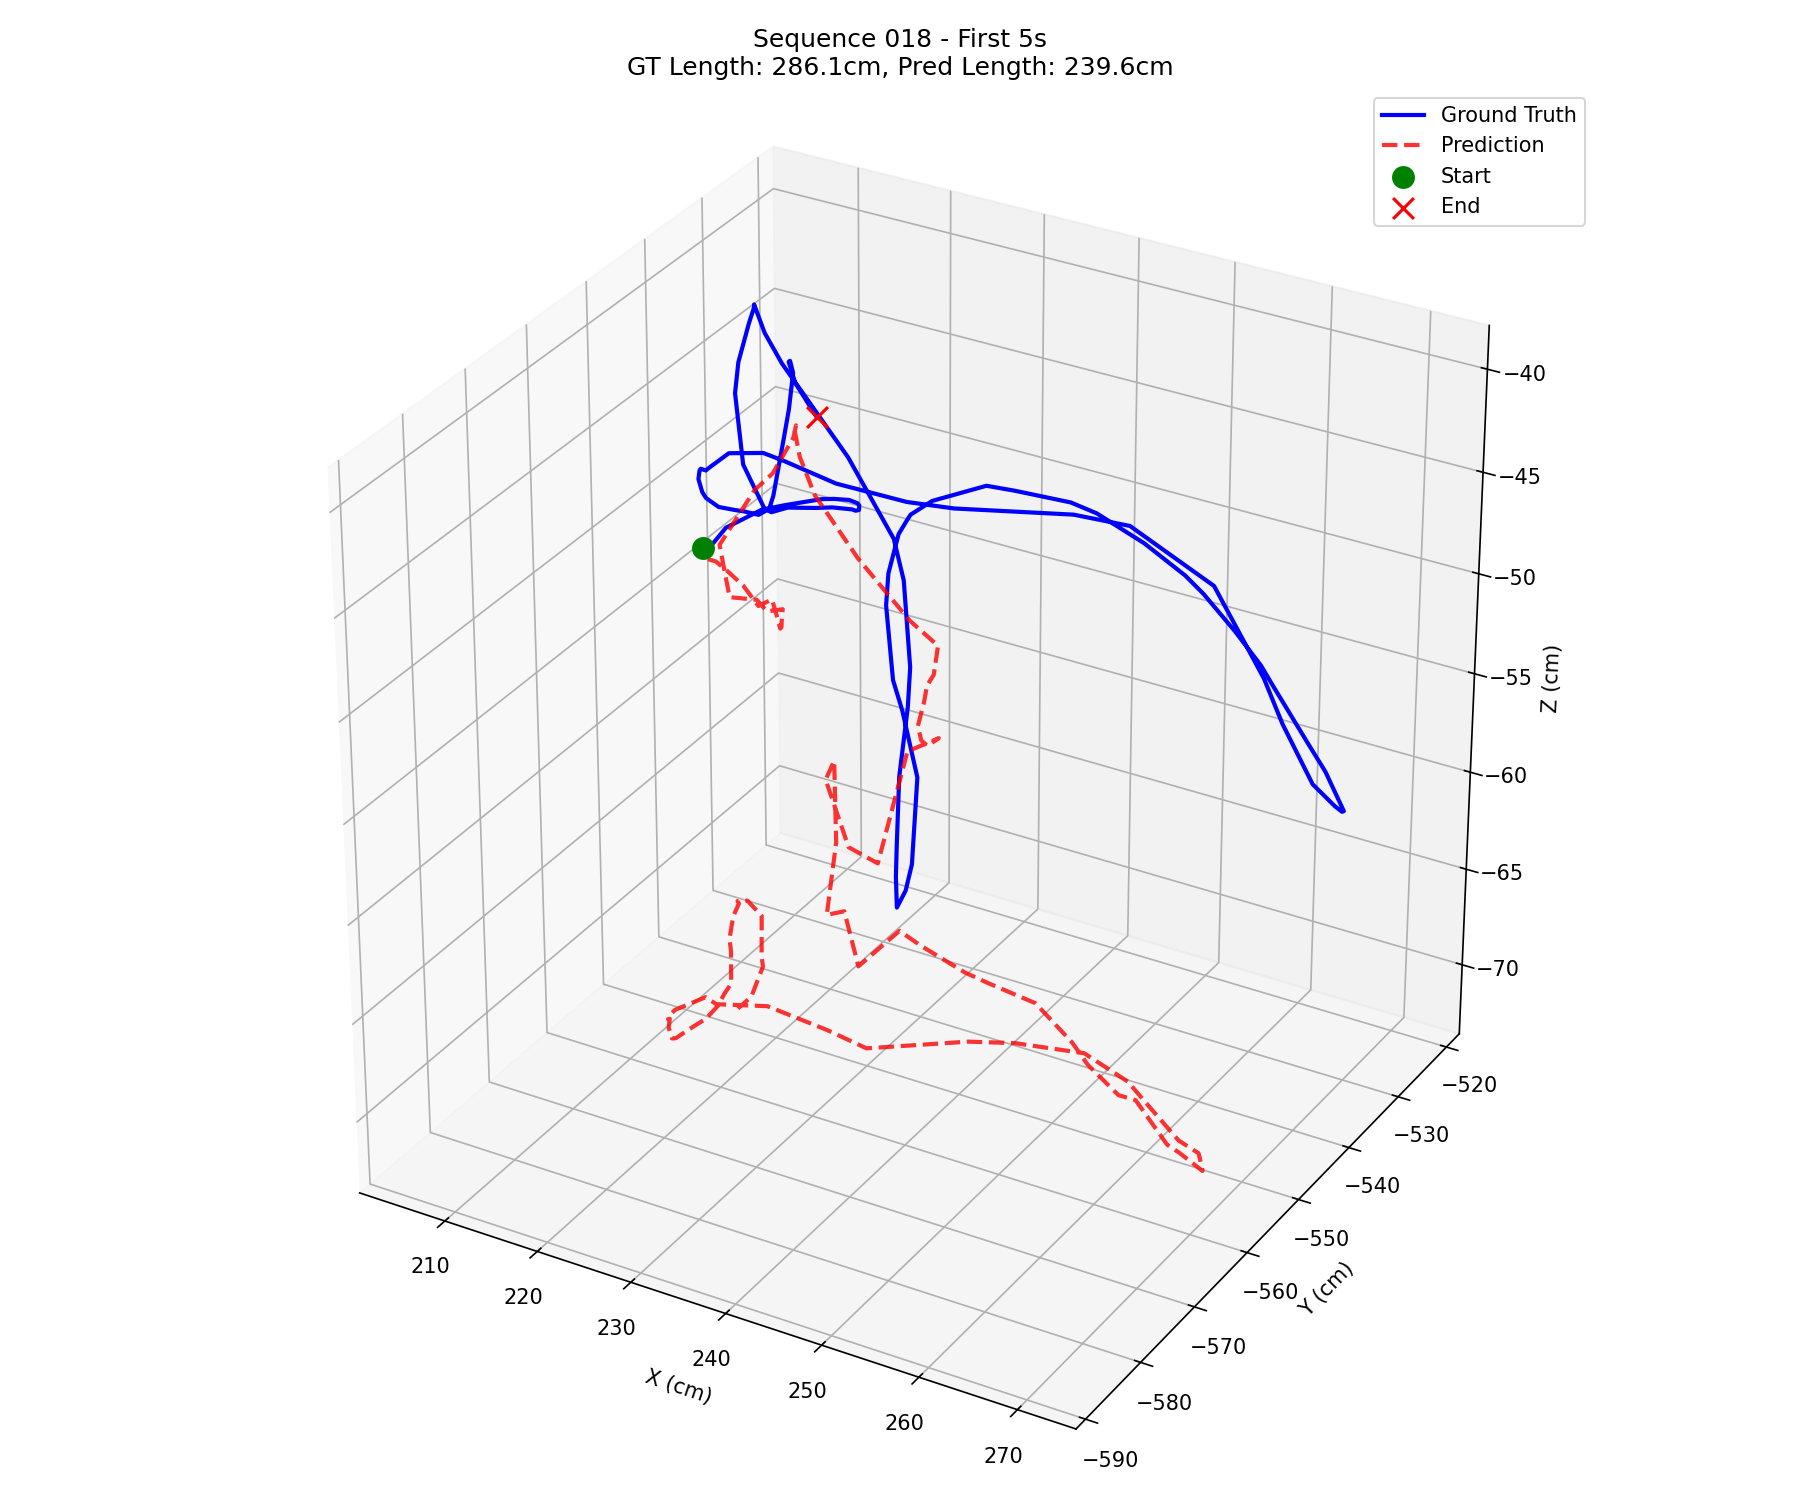 Sequence 018 - First 5s
GT Length: 286.1cm, Pred Length: 239.6cm
Ground Truth
Prediction
Start
End
−40
−45
−50
−55
−60
−65
−70
Z (cm)
−520
−530
−540
−550
−560
−570
−580
−590
Y (cm)
210
220
230
240
250
260
270
X (cm)